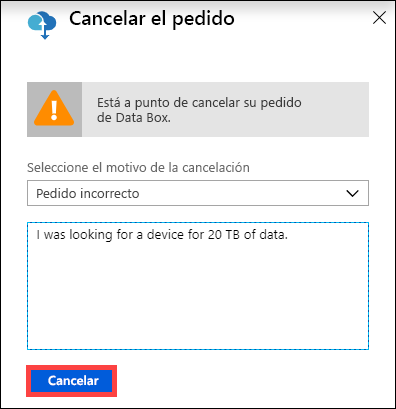 Cancelar el pedido
Está a punto de cancelar su pedido
de Data Box.
Seleccione el motivo de la cancelación
Pedido incorrecto
I was looking for a device for 20 TB of data.
Cancelar